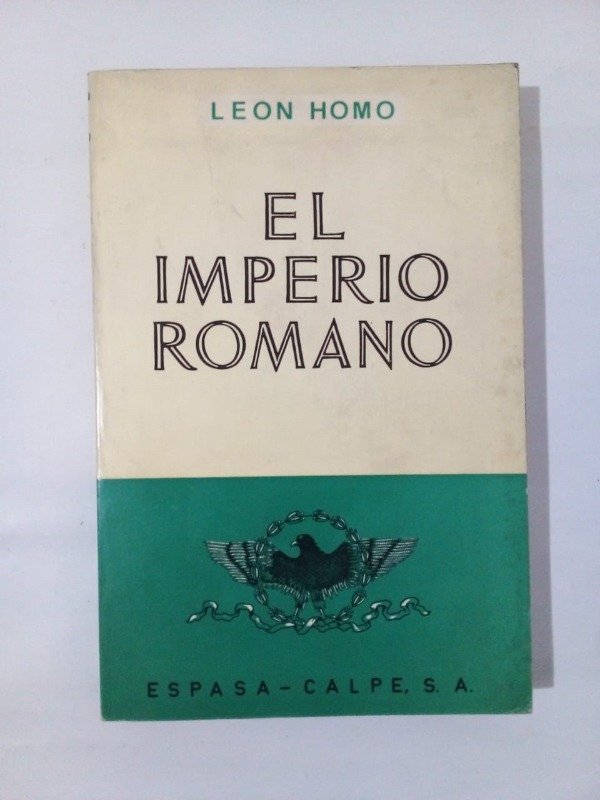 LEON HOMO
EL
IMPERIO
ROMANO
ESPASA-CALPE, S. A.